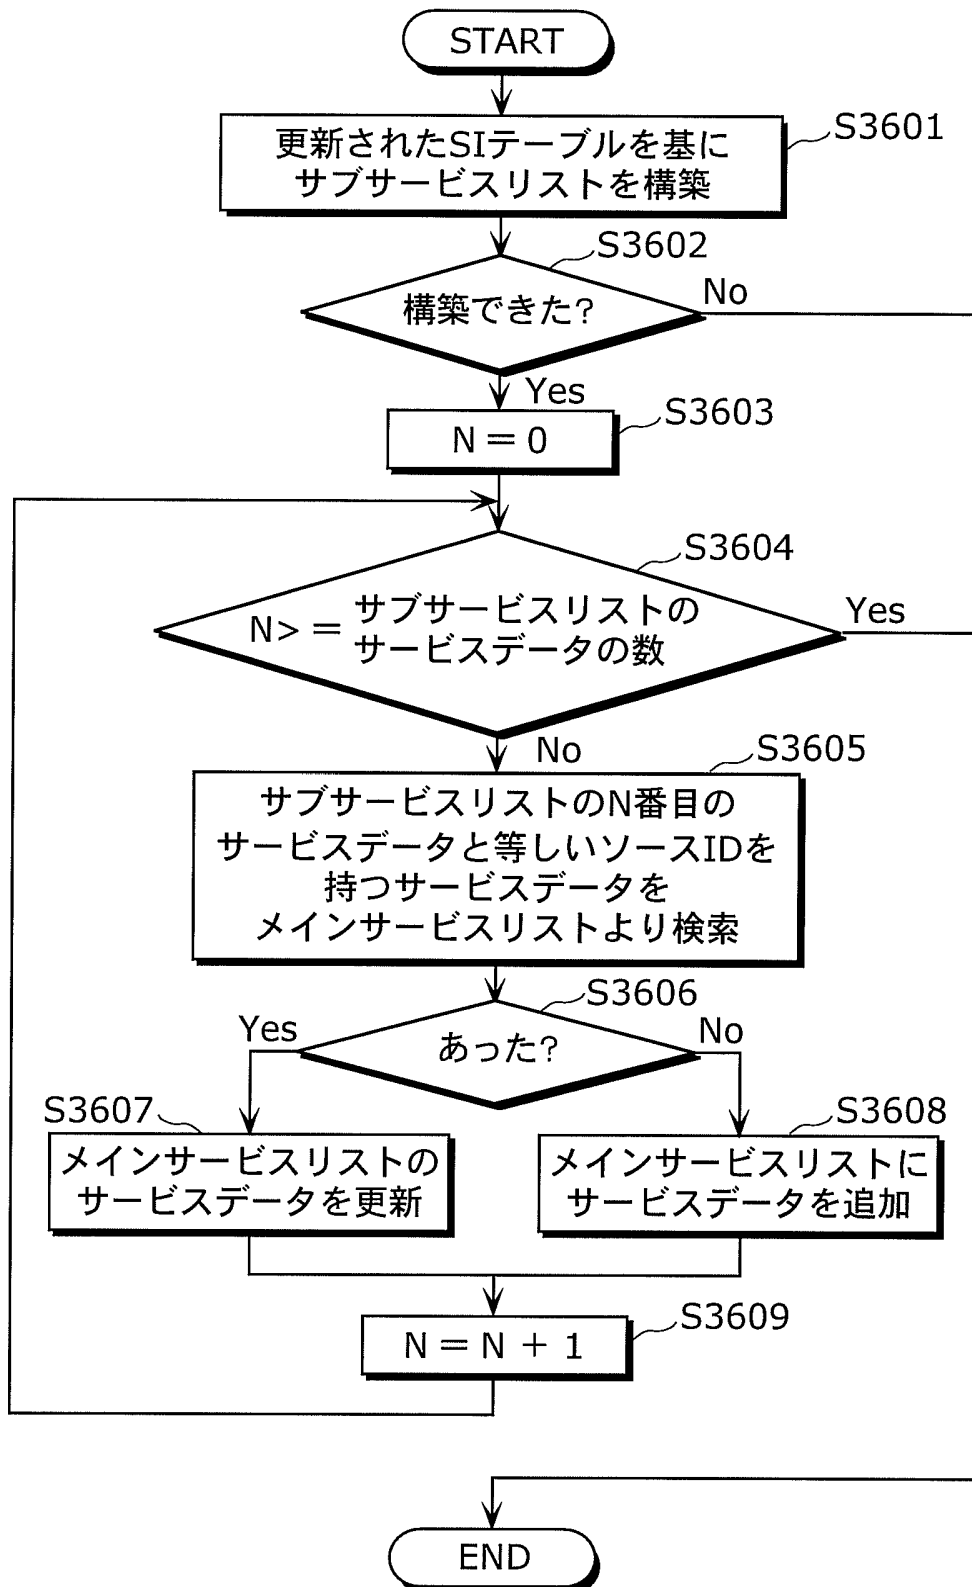 START
更新されたSIテーブルを基に
サブサービスリストを構築
S3601
S3602
構築できた?
No
Yes
N = 0
S3603
S3604
N> =
サブサービスリストの
サービスデータの数
Yes
No
S3605
サブサービスリストのN番目の
サービスデータと等しいソースIDを
持つサービスデータを
メインサービスリストより検索
S3606
Yes
あった?
No
S3607
メインサービスリストの
サービスデータを更新
S3608
メインサービスリストに
サービスデータを追加
S3609
N = N + 1
END